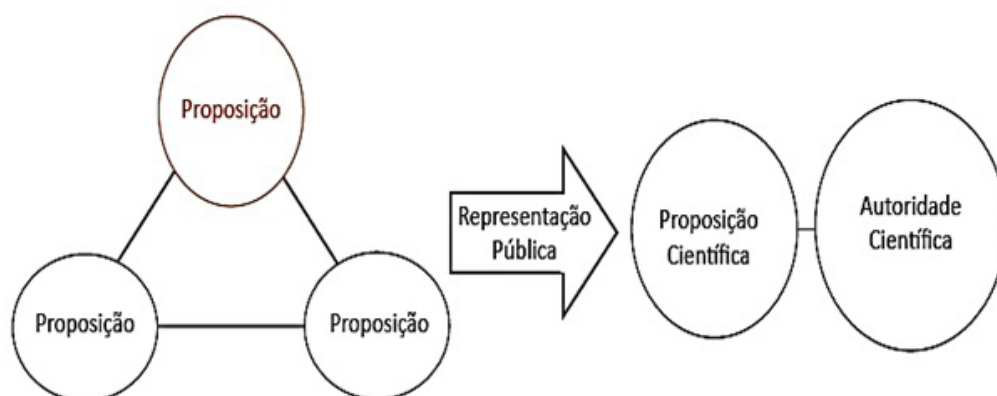 Proposição
Proposição
Proposição
Representação
Pública
Proposição
Científica
Autoridade
Científica